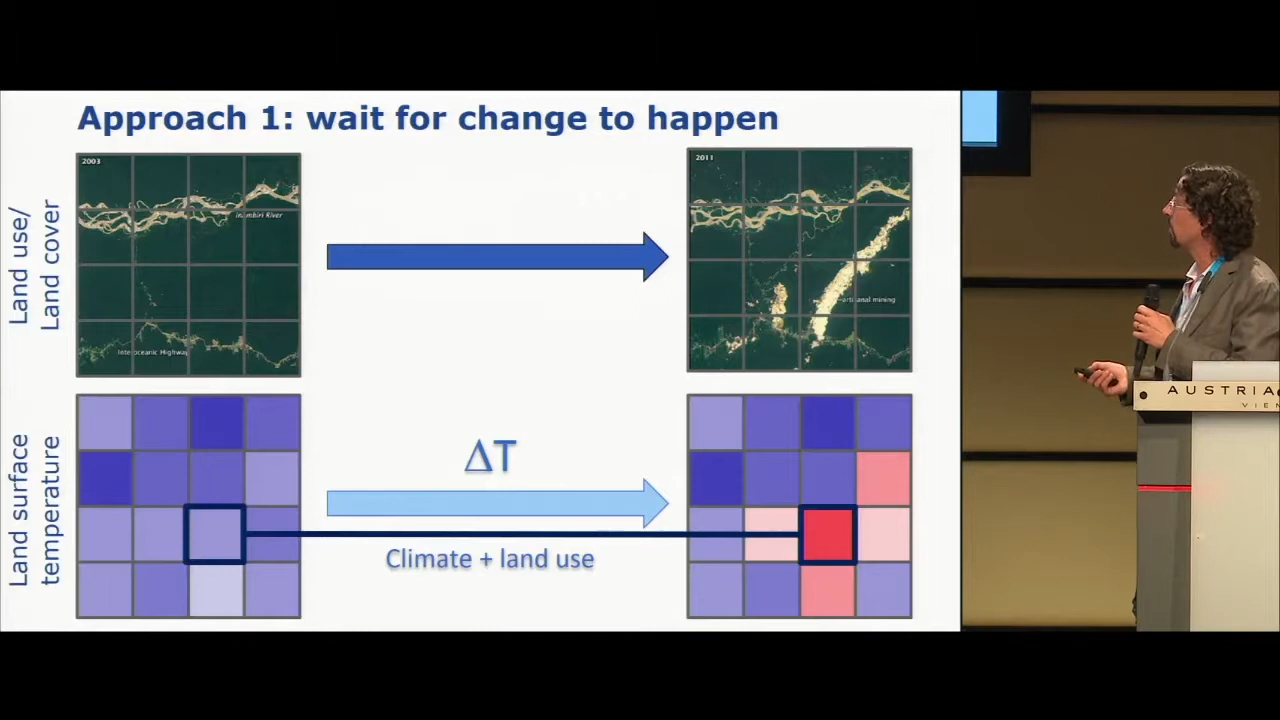 Approach 1: wait for change to happen
Land use/
Land cover
2003
Inambiri River
Interoceanic Highway
2011
artisanal mining
Land surface
temperature
ΔT
Climate + land use
AUSTRIA
VIEN